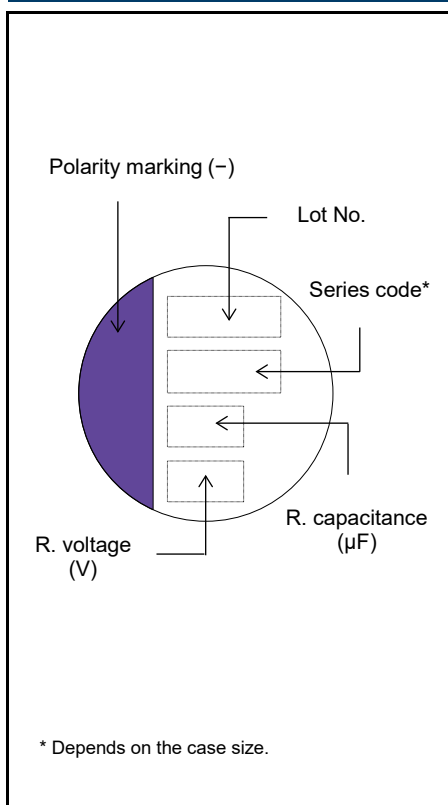 Polarity marking (−)
Lot No.
Series code*
R. capacitance
(µF)
R. voltage
(V)
* Depends on the case size.